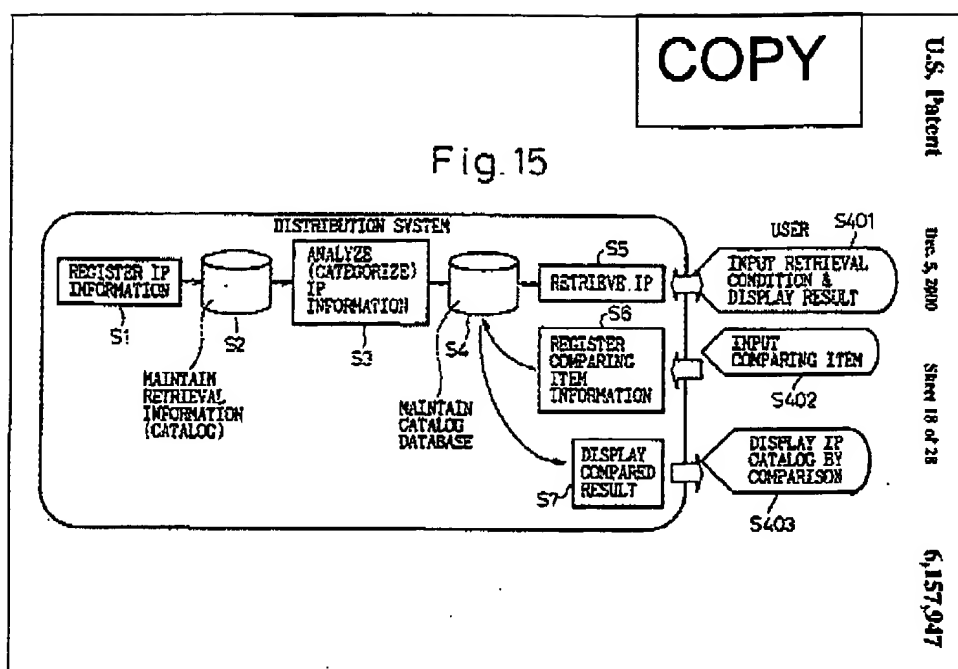 COPY
U.S. Patent
Dec. 5, 2000
Sheet 18 of 28
6,157,947
Fig. 15
DISTRIBUTION SYSTEM
REGISTER IP
INFORMATION
S1
S2
MAINTAIN
RETRIEVAL
INFORMATION
(CATALOG)
ANALYZE
(CATEGORIZE)
IP
INFORMATION
S3
S4
MAINTAIN
CATALOG
DATABASE
S5
RETRIEVE IP
S6
REGISTER
COMPARING
ITEM
INFORMATION
DISPLAY
COMPARED
RESULT
S7
USER
S401
INPUT RETRIEVAL
CONDITION &
DISPLAY RESULT
INPUT
COMPARING ITEM
S402
DISPLAY IP
CATALOG BY
COMPARISON
S403